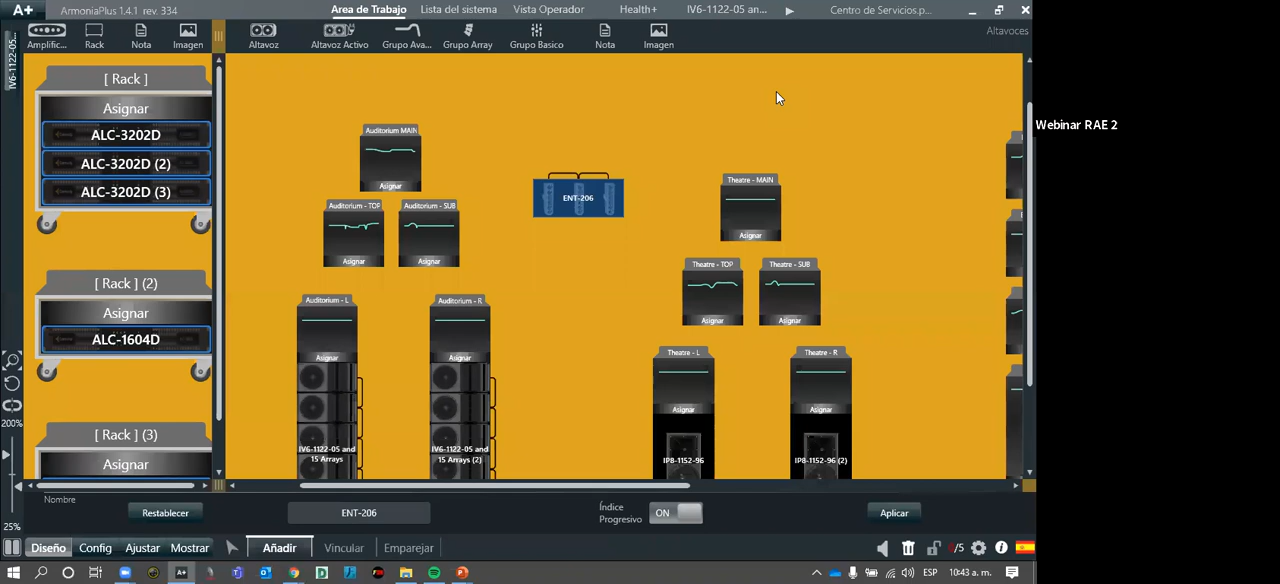 A+ ArmoniaPlus 1.4.1 rev. 334
Area de Trabajo Lista del sistema Vista Operador Health+ IV6-1122-05 an... Centro de Servicios.p...
Amplific... Rack Nota Imagen Altavoz Altavoz Activo Grupo Ava... Grupo Array Grupo Basico Nota Imagen Altavoces
IV6-1122-05...
[ Rack ]
Asignar
ALC-3202D
ALC-3202D (2)
ALC-3202D (3)
[ Rack ] (2)
Asignar
ALC-1604D
[ Rack ] (3)
Asignar
Auditorium MAIN
Asignar
Auditorium - TOP
Asignar
Auditorium - SUB
Asignar
Auditorium - L
Asignar
IV6-1122-05 and
15 Arrays
Auditorium - R
Asignar
IV6-1122-05 and
15 Arrays (2)
ENT-206
Theatre - MAIN
Asignar
Theatre - TOP
Asignar
Theatre - SUB
Asignar
Theatre - L
Asignar
IP8-1152-96
Theatre - R
Asignar
IP8-1152-96 (2)
Webinar RAE 2
200%
25%
Nombre
Restablecer ENT-206
Índice
Progresivo
ON
Aplicar
Diseño Config Ajustar Mostrar Añadir Vincular Emparejar /5
A+ ESP 10:43 a. m.